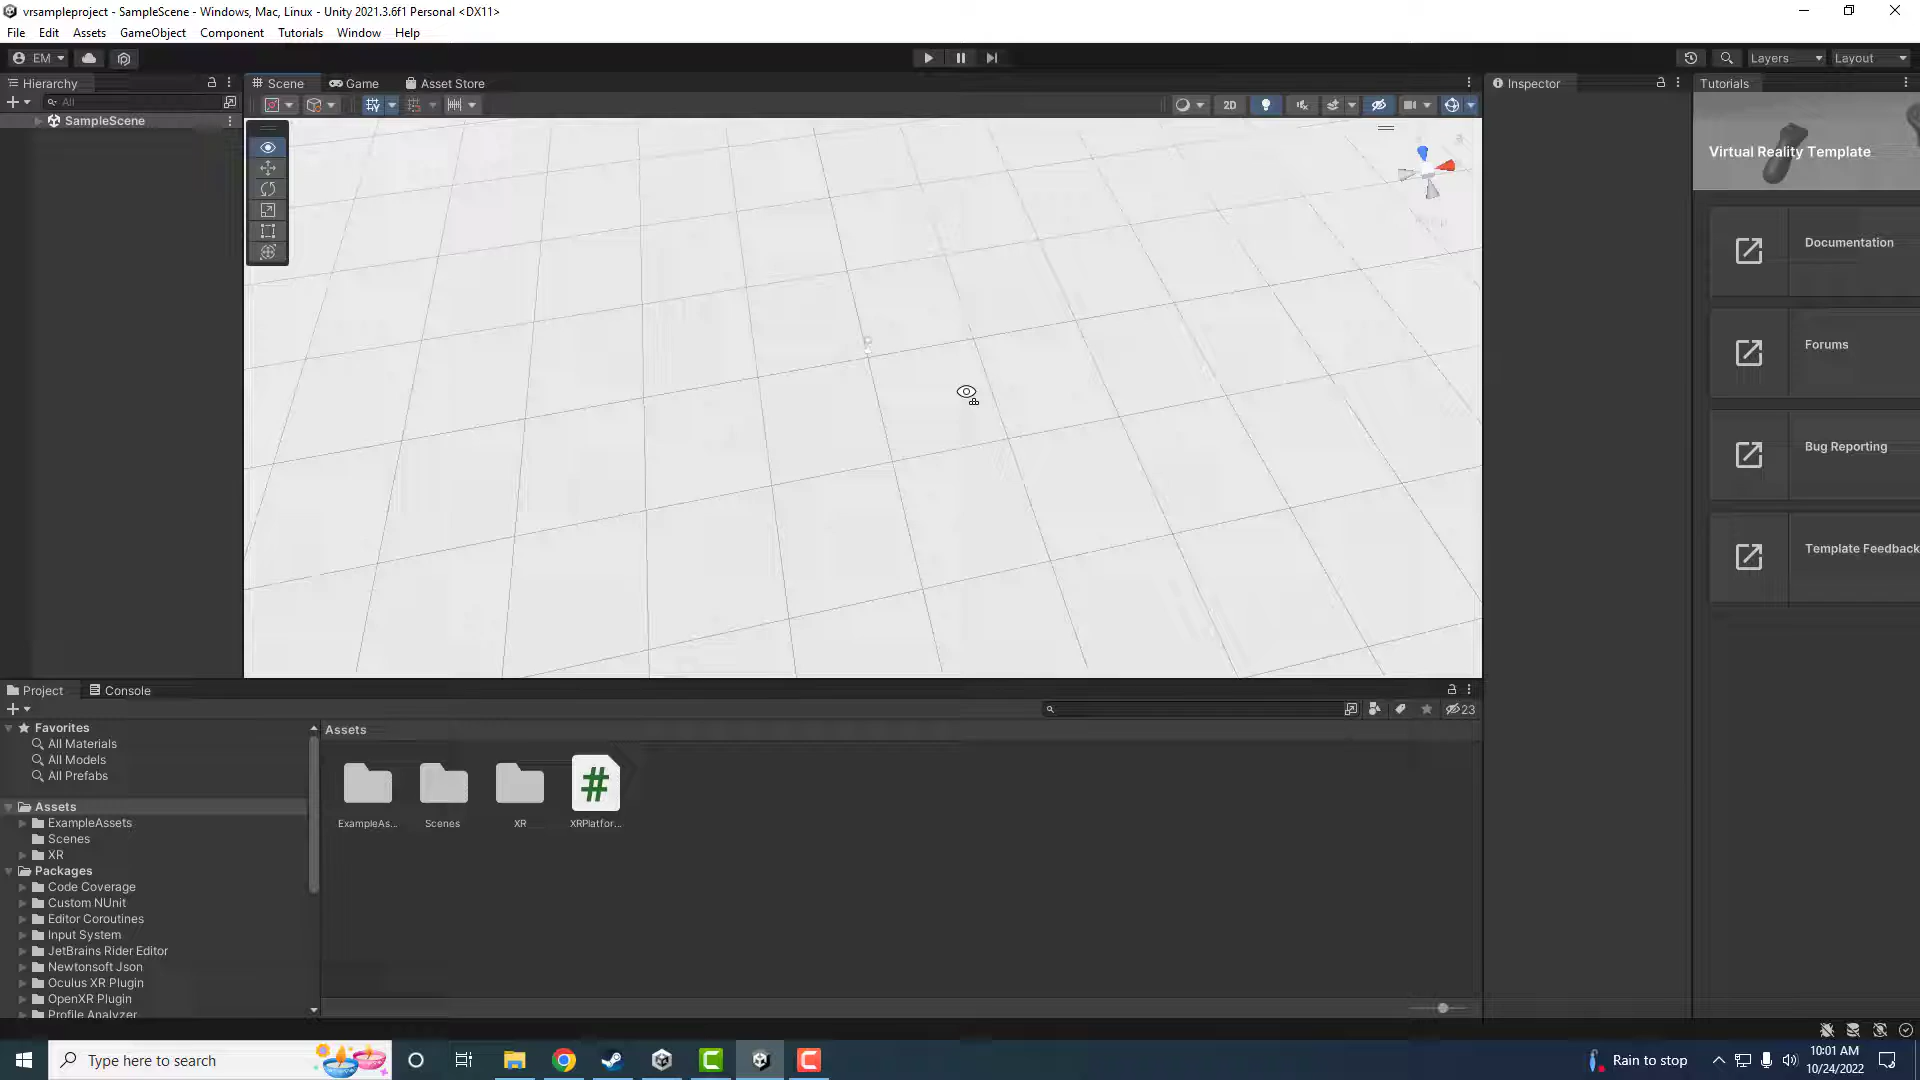 vrsampleproject - SampleScene - Windows, Mac, Linux - Unity 2021.3.6f1 Personal <DX11>
File Edit Assets GameObject Component Tutorials Window Help
EM Layers Layout
Hierarchy Scene Game Asset Store Inspector Tutorials
All 2D
SampleScene
Virtual Reality Template
Documentation
Forums
Bug Reporting
Template Feedback
Project Console
23
Favorites
All Materials
All Models
All Prefabs
Assets
ExampleAssets
Scenes
XR
Packages
Code Coverage
Custom NUnit
Editor Coroutines
Input System
JetBrains Rider Editor
Newtonsoft Json
Oculus XR Plugin
OpenXR Plugin
Profile Analyzer
Assets
ExampleAs... Scenes XR XRPlatfor...
Type here to search
Rain to stop
10:01 AM
10/24/2022